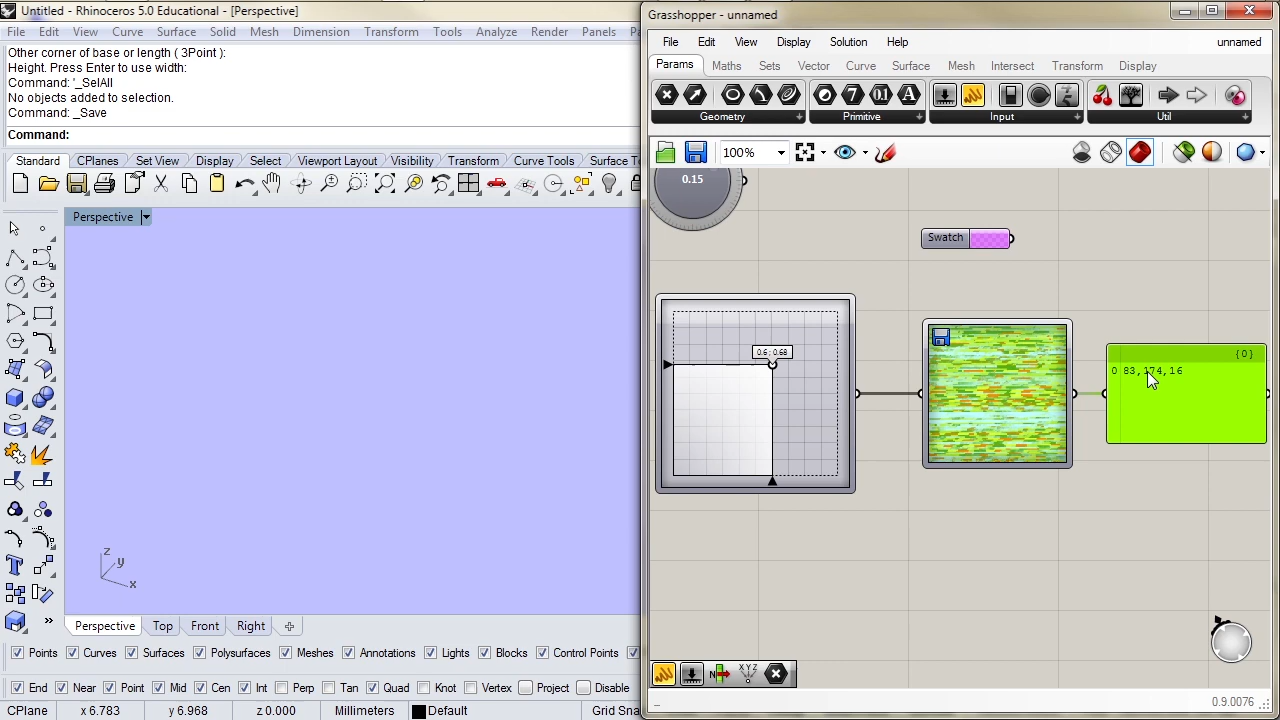 Untitled - Rhinoceros 5.0 Educational - [Perspective]
File Edit View Curve Surface Solid Mesh Dimension Transform Tools Analyze Render Panels
Other corner of base or length ( 3Point ):
Height. Press Enter to use width:
Command: '_SelAll
No objects added to selection.
Command: _Save
Command:
Standard CPlanes Set View Display Select Viewport Layout Visibility Transform Curve Tools Surface To
Perspective
z
y
x
Perspective Top Front Right
Points Curves Surfaces Polysurfaces Meshes Annotations Lights Blocks Control Points
End Near Point Mid Cen Int Perp Tan Quad Knot Vertex Project Disable
CPlane x 6.783 y 6.968 z 0.000 Millimeters Default Grid Sna
Grasshopper - unnamed
File Edit View Display Solution Help unnamed
Params Maths Sets Vector Curve Surface Mesh Intersect Transform Display
Geometry Primitive Input Util
100%
0.15
Swatch
0.6 ; 0.68
{0}
0 83,174,16
X Y Z
0.9.0076